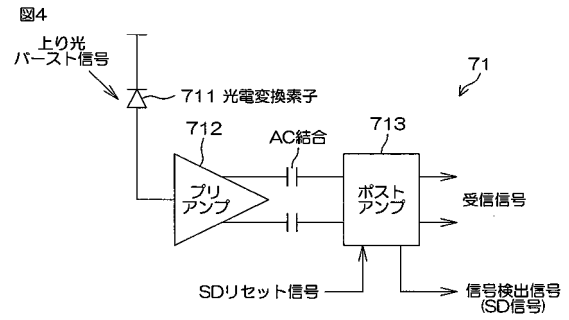 図4
上り光
バースト信号
71
711 光電変換素子
712
AC結合
713
プリ
アンプ
ポスト
アンプ
受信信号
SDリセット信号
信号検出信号
(SD信号)